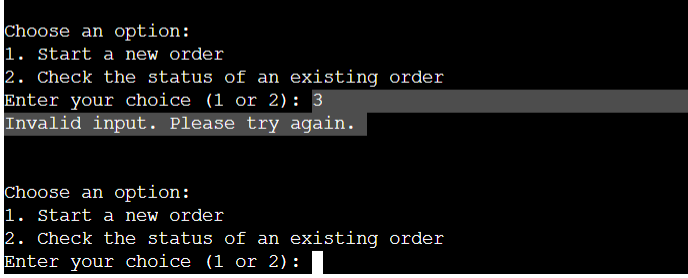 Choose an option:
1. Start a new order
2. Check the status of an existing order
Enter your choice (1 or 2): 3
Invalid input. Please try again.
Choose an option:
1. Start a new order
2. Check the status of an existing order
Enter your choice (1 or 2):